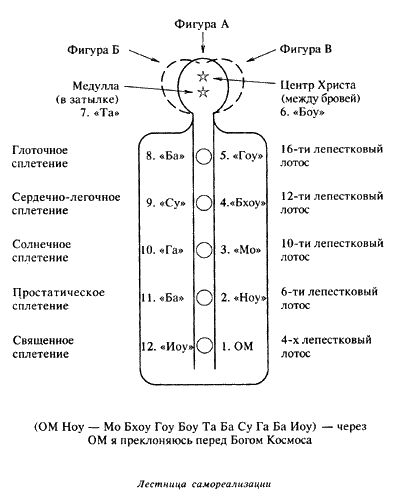 Фигура А
Фигура Б
Фигура В
Медулла
(в затылке)
7. «Та»
Центр Христа
(между бровей)
6. «Боу»
Глоточное
сплетение
8. «Ба»
5. «Гоу»
16-ти лепестковый
лотос
Сердечно-легочное
сплетение
9. «Су»
4.«Бхоу»
12-ти лепестковый
лотос
Солнечное
сплетение
10. «Га»
3. «Мо»
10-ти лепестковый
лотос
Простатическое
сплетение
11. «Ба»
2. «Ноу»
6-ти лепестковый
лотос
Священное
сплетение
12. «Иоу»
1. ОМ
4-х лепестковый
лотос
(ОМ Ноу — Мо Бхоу Гоу Боу Та Ба Су Га Ба Иоу) — через
ОМ я преклоняюсь перед Богом Космоса
Лестница самореализации